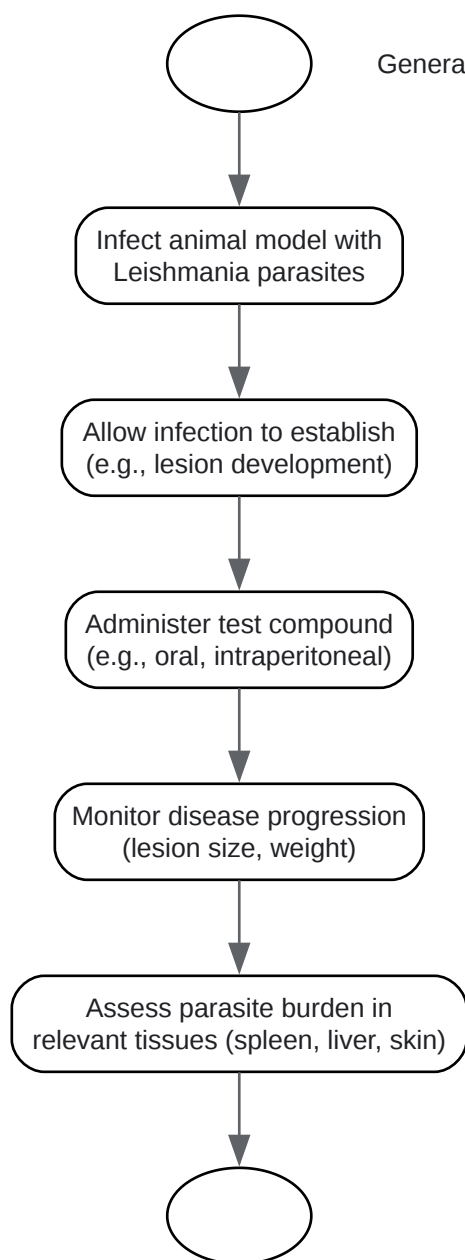 Genera
Infect animal model with
Leishmania parasites
Allow infection to establish
(e.g., lesion development)
Administer test compound
(e.g., oral, intraperitoneal)
Monitor disease progression
(lesion size, weight)
Assess parasite burden in
relevant tissues (spleen, liver, skin)